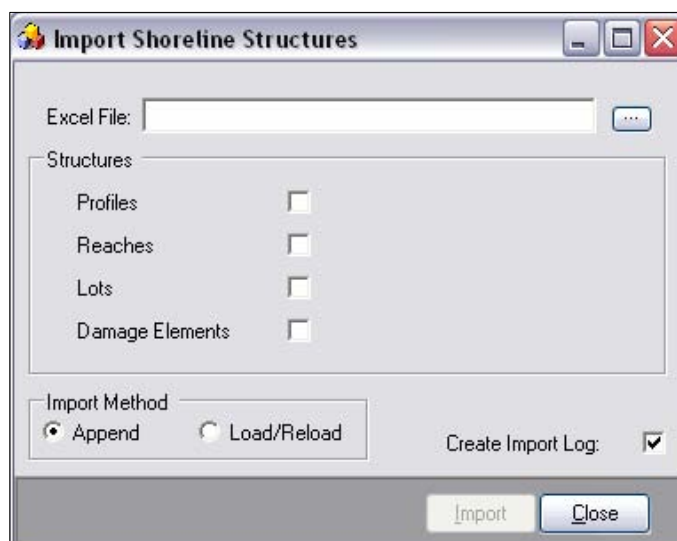 Import Shoreline Structures
Excel File:
...
Structures
Profiles
Reaches
Lots
Damage Elements
Import Method
Append Load/Reload
Create Import Log:
Import Close